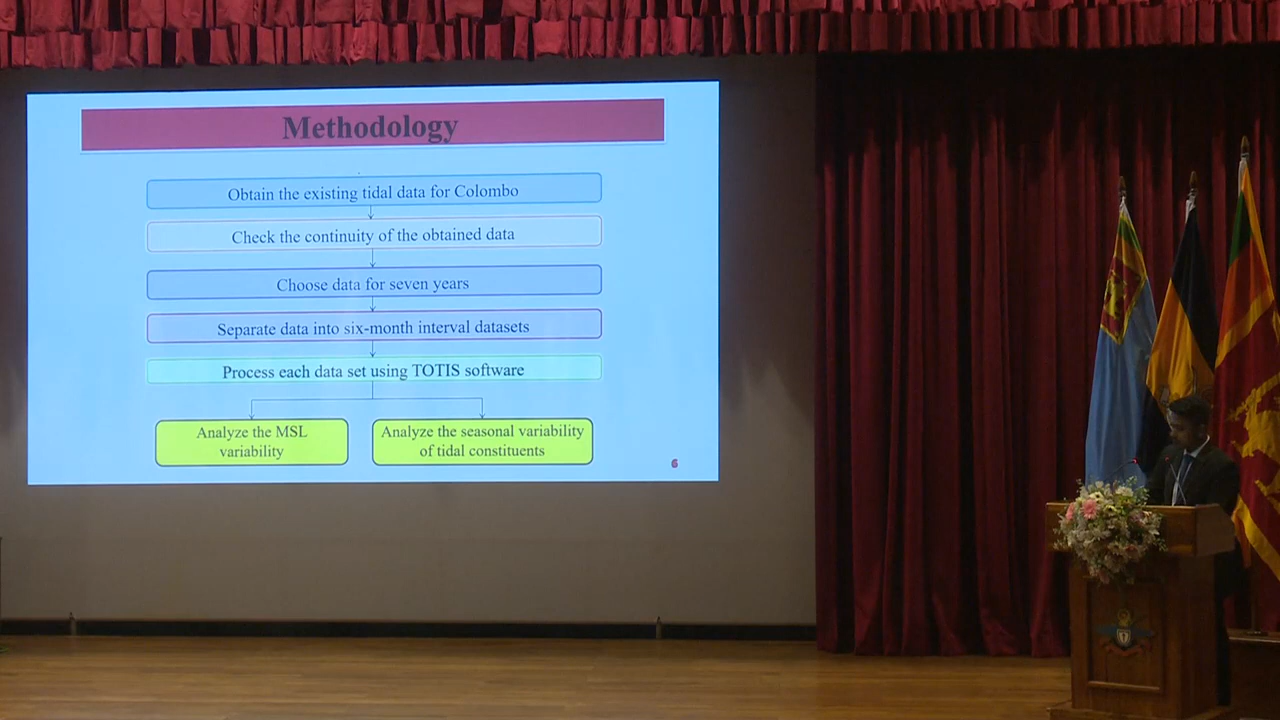 Methodology
Obtain the existing tidal data for Colombo
Check the continuity of the obtained data
Choose data for seven years
Separate data into six-month interval datasets
Process each data set using TOTIS software
Analyze the MSL
variability
Analyze the seasonal variability
of tidal constituents
6